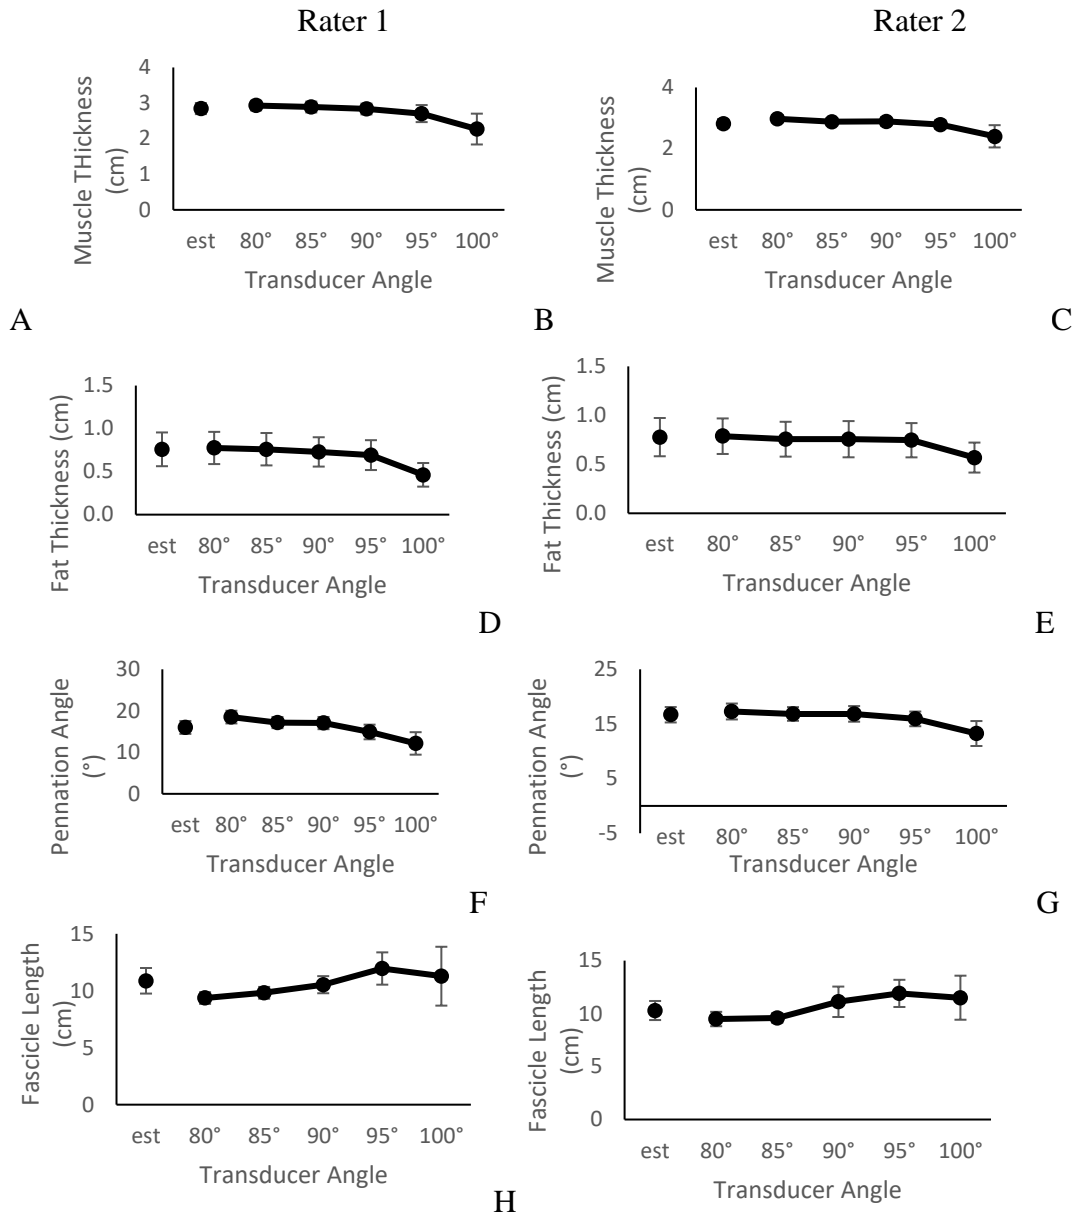 Rater 1
Rater 2
Muscle THickness
(cm)
4
3
2
1
0
est 80° 85° 90° 95° 100°
Transducer Angle
Muscle Thickness
(cm)
4
2
0
est 80° 85° 90° 95° 100°
Transducer Angle
A
B
C
Fat Thickness (cm)
1.5
1.0
0.5
0.0
est 80° 85° 90° 95° 100°
Transducer Angle
Fat Thickness (cm)
1.5
1.0
0.5
0.0
est 80° 85° 90° 95° 100°
Transducer Angle
D
E
Pennation Angle
(°)
30
20
10
0
est 80° 85° 90° 95° 100°
Transducer Angle
Pennation Angle
(°)
25
15
5
-5
est 80° 85° 90° 95° 100°
Transducer Angle
F
G
Fascicle Length
(cm)
15
10
5
0
est 80° 85° 90° 95° 100°
Transducer Angle
Fascicle Length
(cm)
15
10
5
0
est 80° 85° 90° 95° 100°
Transducer Angle
H